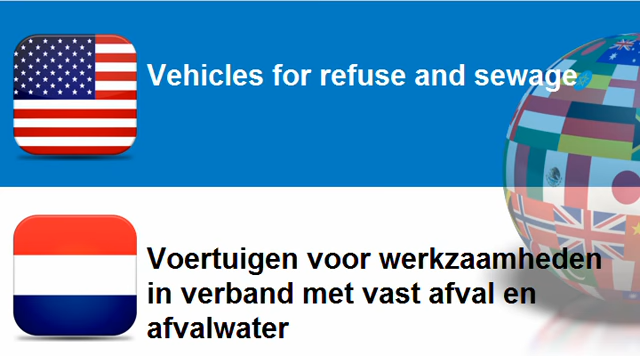 Vehicles for refuse and sewage
Voertuigen voor werkzaamheden
in verband met vast afval en
afvalwater